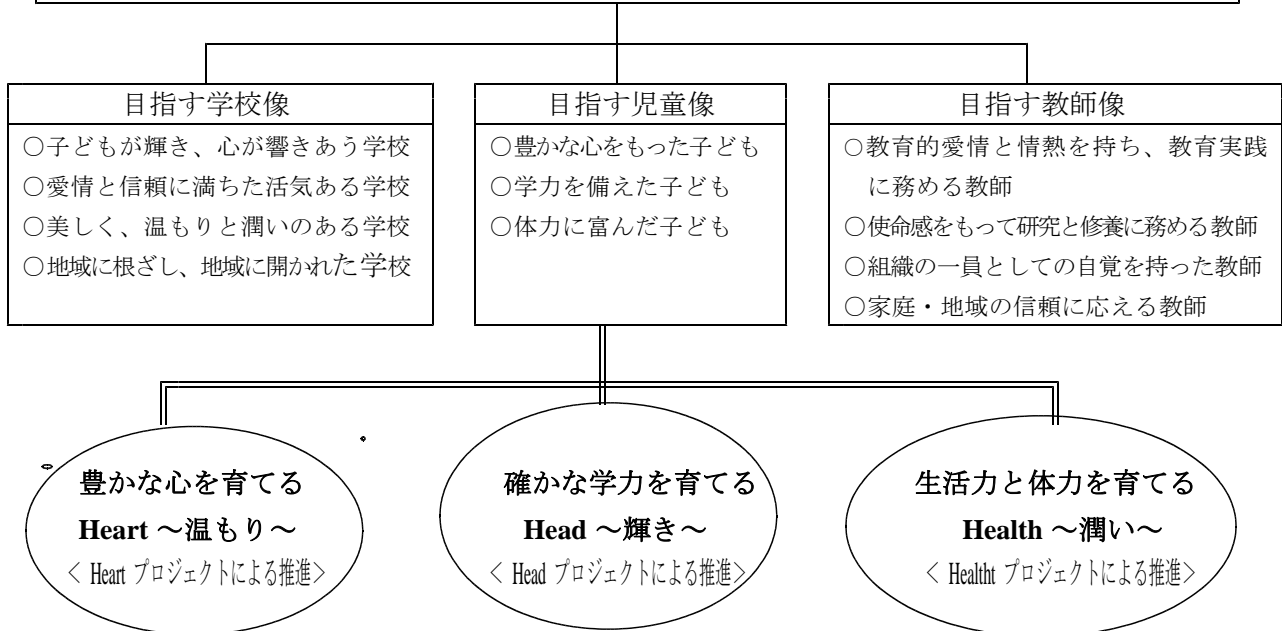 目指す学校像
○子どもが輝き、心が響きあう学校
○愛情と信頼に満ちた活気ある学校
○美しく、温もりと潤いのある学校
○地域に根ざし、地域に開かれた学校
目指す児童像
○豊かな心をもった子ども
○学力を備えた子ども
○体力に富んだ子ども
目指す教師像
○教育的愛情と情熱を持ち、教育実践
に務める教師
○使命感をもって研究と修養に務める教師
○組織の一員としての自覚を持った教師
○家庭・地域の信頼に応える教師
豊かな心を育てる
Heart ～温もり～
＜ Heart プロジェクトによる推進＞
確かな学力を育てる
Head ～輝き～
＜ Head プロジェクトによる推進＞
生活力と体力を育てる
Health ～潤い～
＜ Healtht プロジェクトによる推進＞